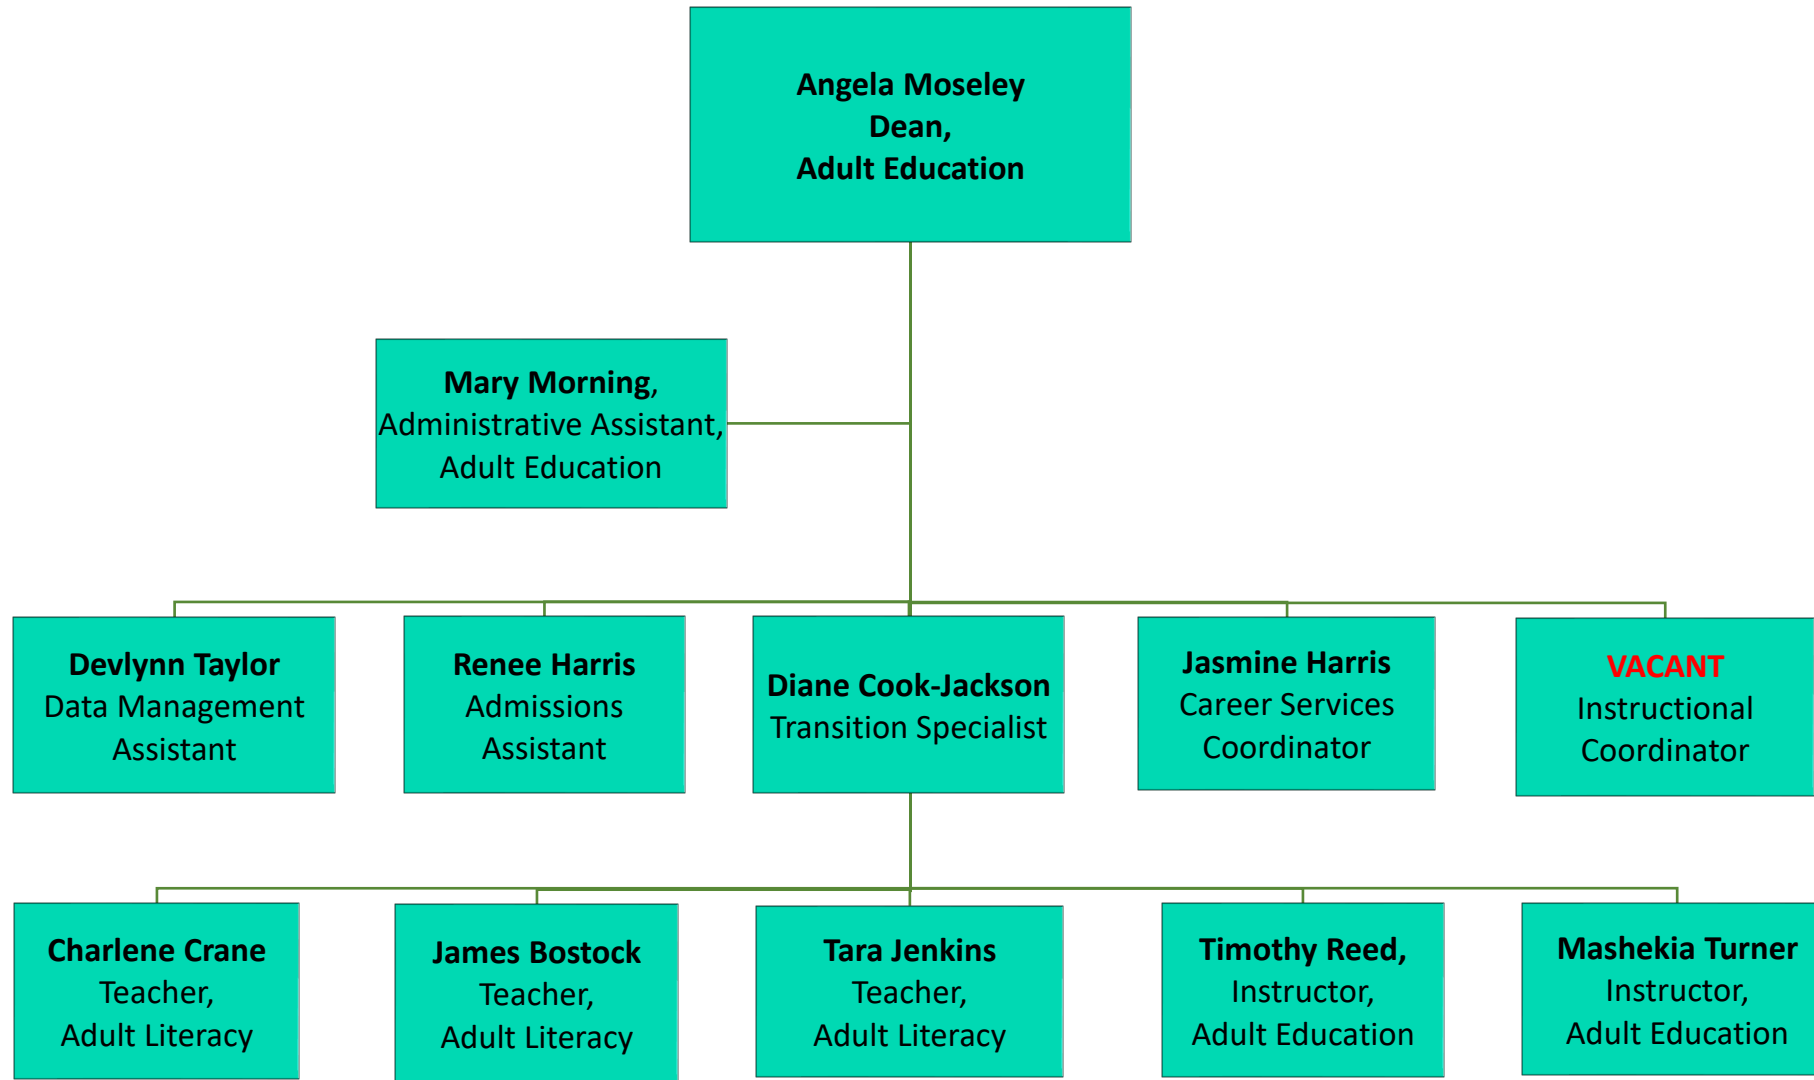 Angela Moseley
Dean,
Adult Education
Mary Morning,
Administrative Assistant,
Adult Education
Devlynn Taylor
Data Management
Assistant
Renee Harris
Admissions
Assistant
Diane Cook-Jackson
Transition Specialist
Jasmine Harris
Career Services
Coordinator
VACANT
Instructional
Coordinator
Charlene Crane
Teacher,
Adult Literacy
James Bostock
Teacher,
Adult Literacy
Tara Jenkins
Teacher,
Adult Literacy
Timothy Reed,
Instructor,
Adult Education
Mashekia Turner
Instructor,
Adult Education